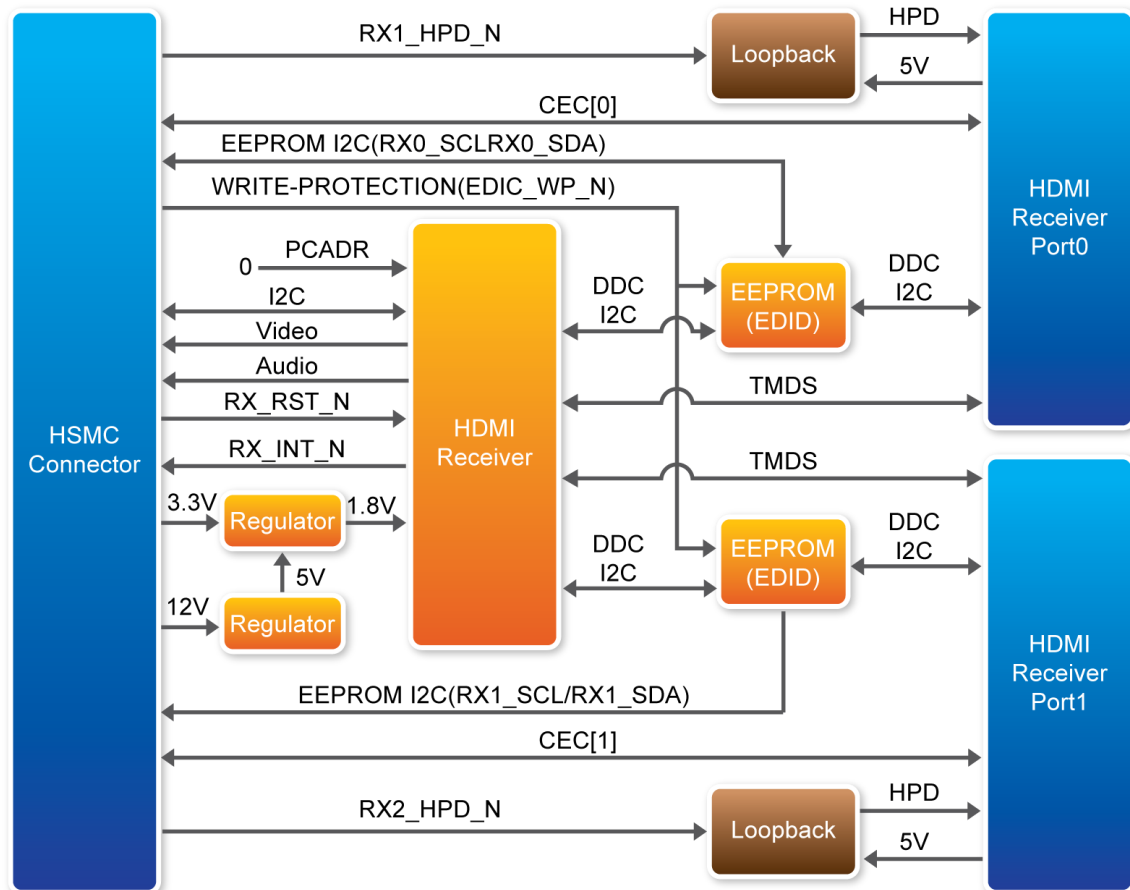 RX1_HPD_N
Loopback
HPD
5V
CEC[0]
EEPROM I2C(RX0_SCLRX0_SDA)
WRITE-PROTECTION(EDIC_WP_N)
HDMI
Receiver
Port0
0
PCADR
I2C
Video
Audio
RX_RST_N
RX_INT_N
HSMC
Connector
HDMI
Receiver
DDC
I2C
EEPROM
(EDID)
DDC
I2C
TMDS
TMDS
3.3V
Regulator
1.8V
5V
12V
Regulator
DDC
I2C
EEPROM
(EDID)
DDC
I2C
HDMI
Receiver
Port1
EEPROM I2C(RX1_SCL/RX1_SDA)
CEC[1]
RX2_HPD_N
Loopback
HPD
5V